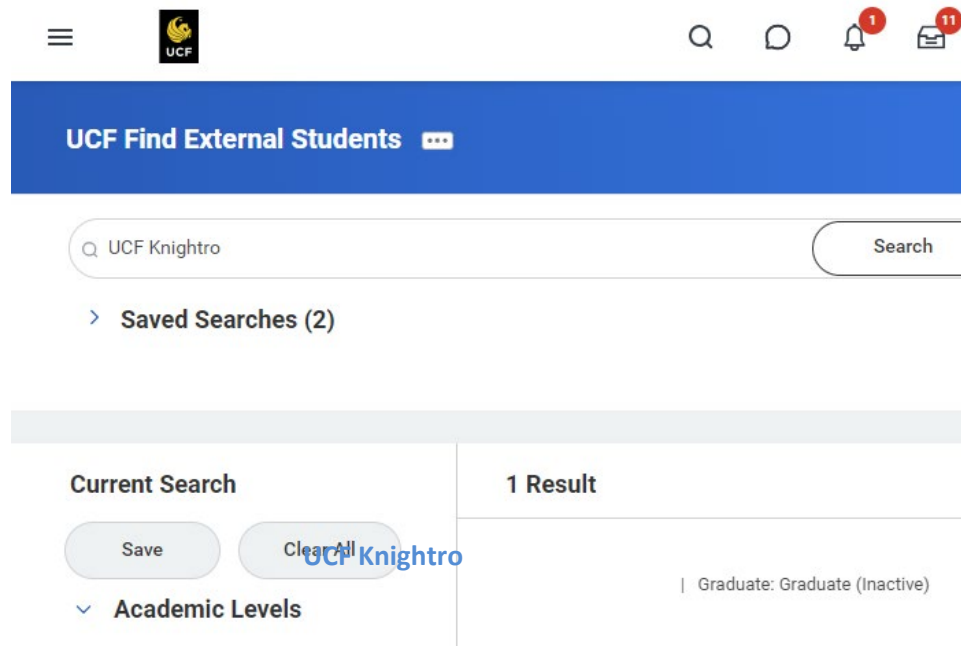 UCF
1
11
UCF Find External Students
UCF Knightro
Search
Saved Searches (2)
Current Search
1 Result
Save
Clear All
UCF Knightro
| Graduate: Graduate (Inactive)
Academic Levels